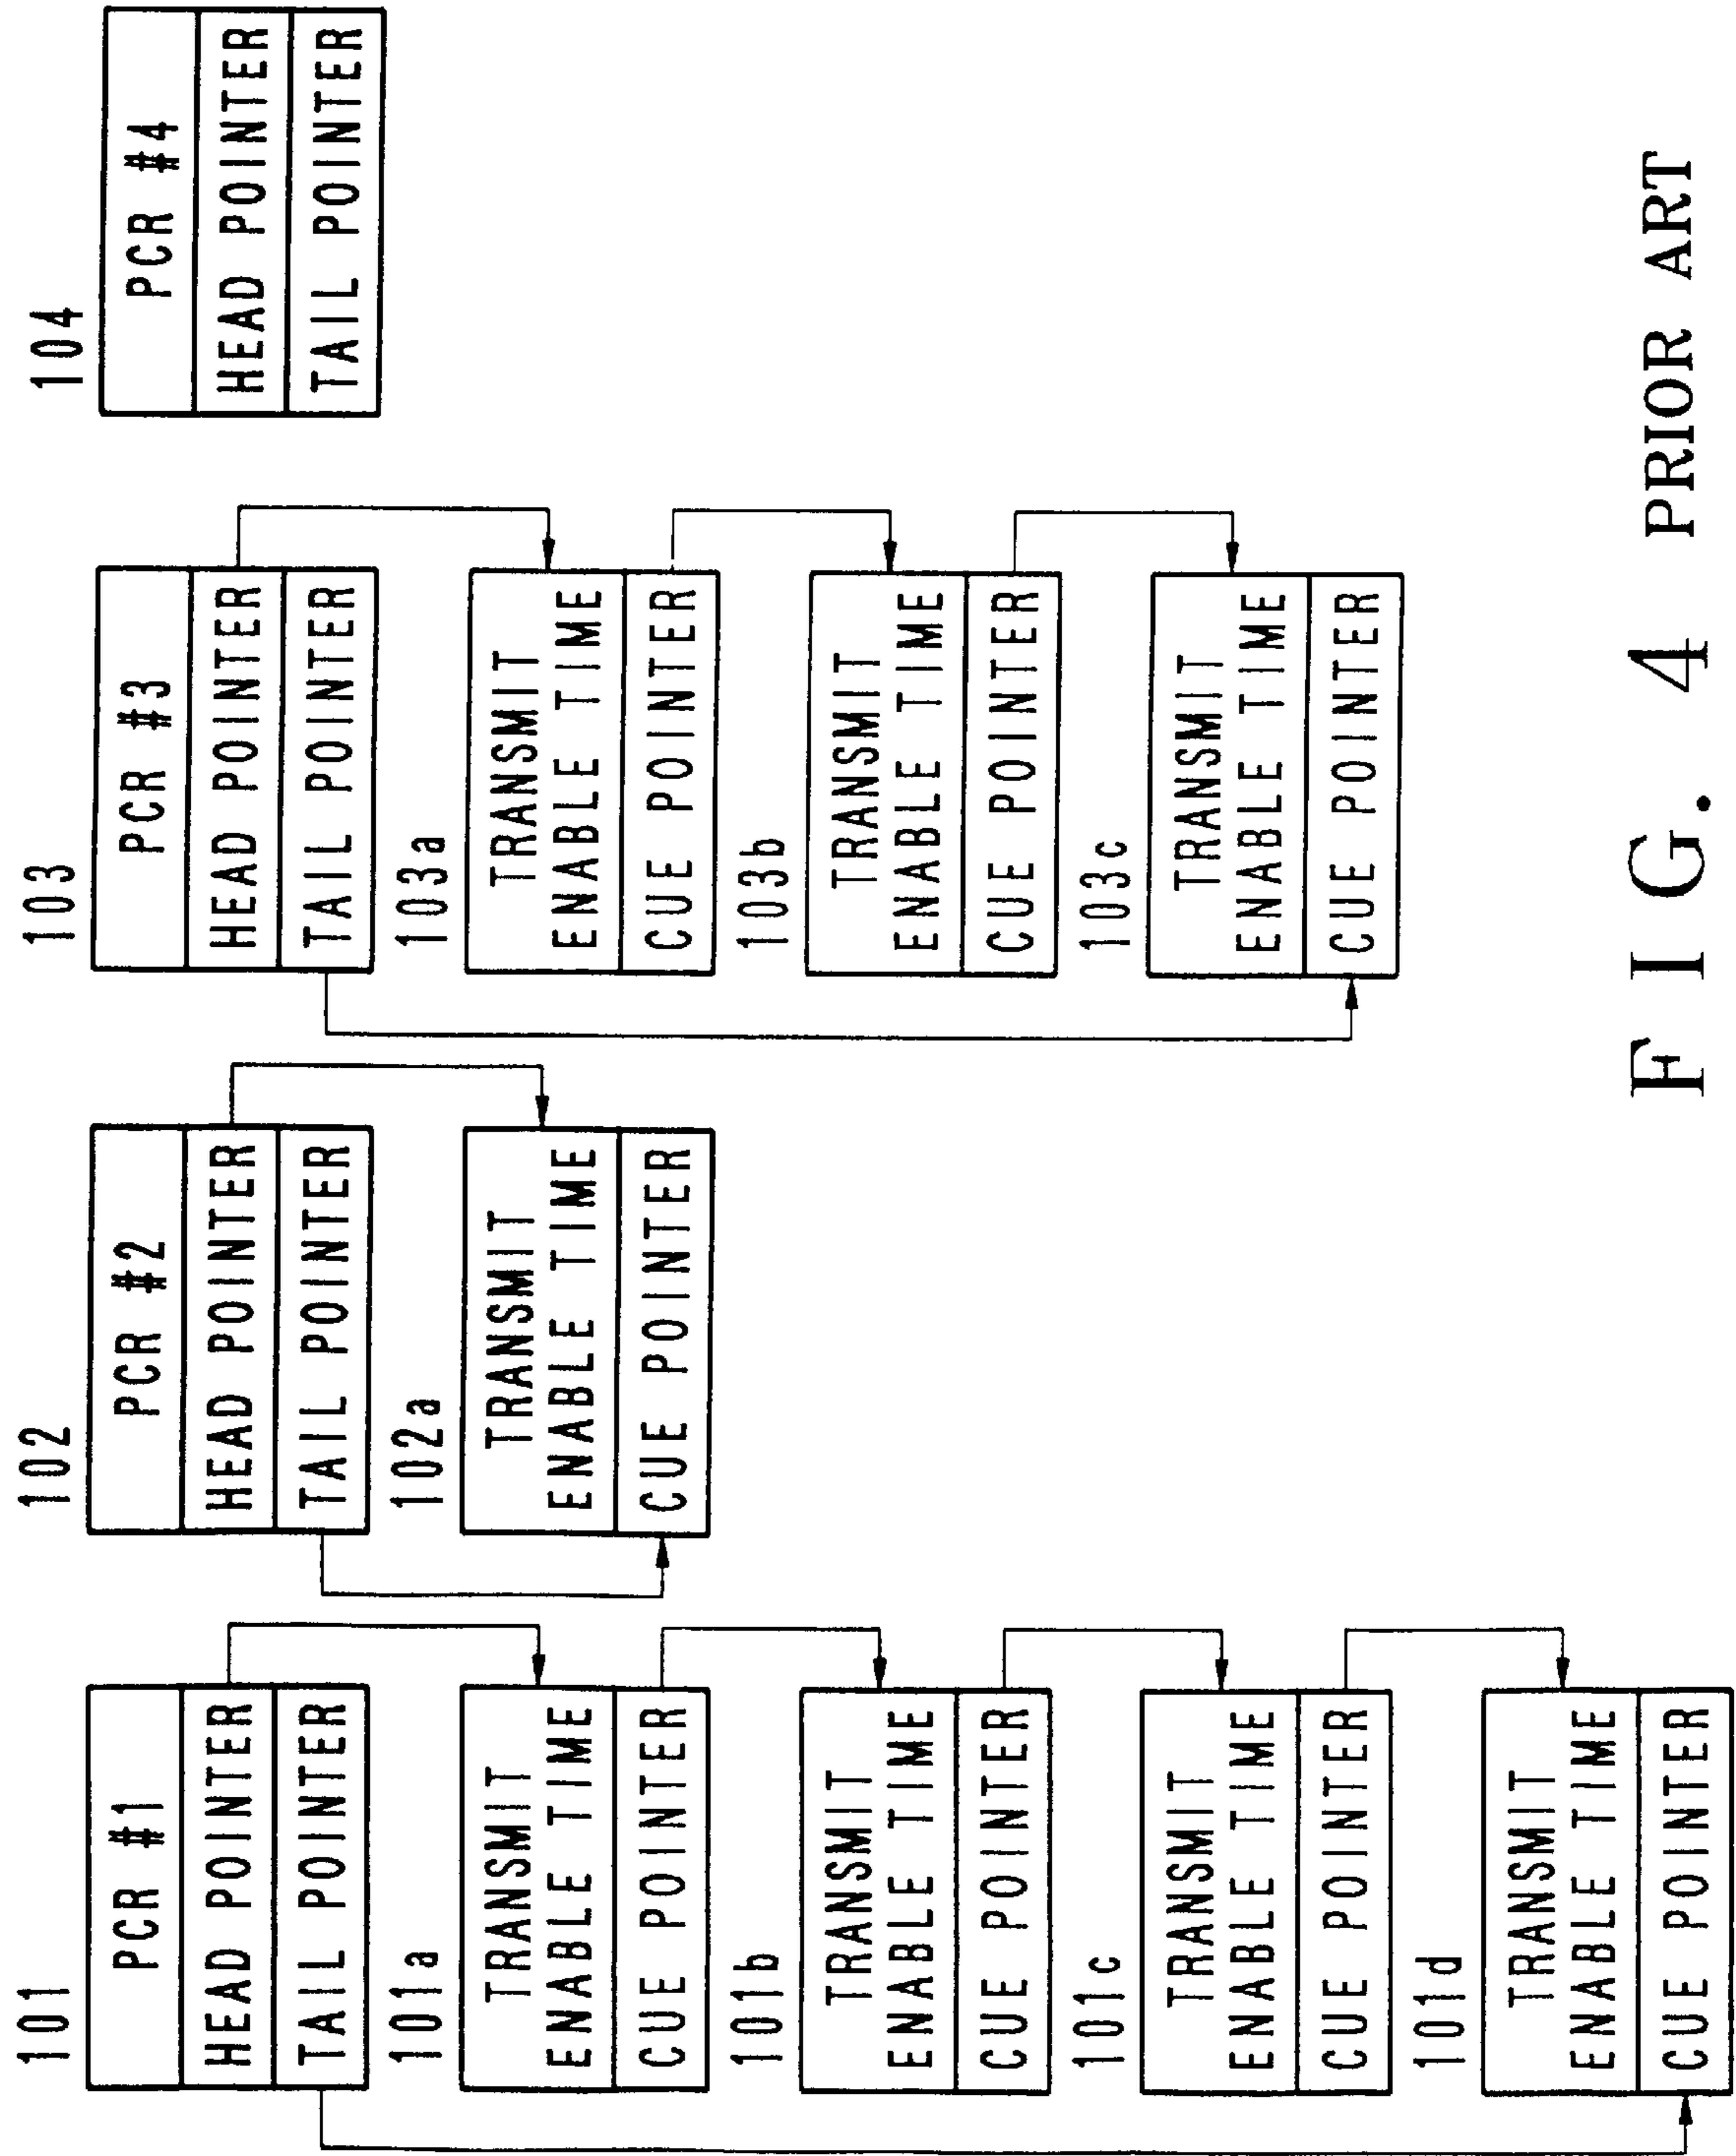 101
PCR #1
HEAD POINTER
TAIL POINTER
101a
TRANSMIT
ENABLE TIME
CUE POINTER
101b
TRANSMIT
ENABLE TIME
CUE POINTER
101c
TRANSMIT
ENABLE TIME
CUE POINTER
101d
TRANSMIT
ENABLE TIME
CUE POINTER
102
PCR #2
HEAD POINTER
TAIL POINTER
102a
TRANSMIT
ENABLE TIME
CUE POINTER
103
PCR #3
HEAD POINTER
TAIL POINTER
103a
TRANSMIT
ENABLE TIME
CUE POINTER
103b
TRANSMIT
ENABLE TIME
CUE POINTER
103c
TRANSMIT
ENABLE TIME
CUE POINTER
104
PCR #4
HEAD POINTER
TAIL POINTER
FIG. 4 PRIOR ART